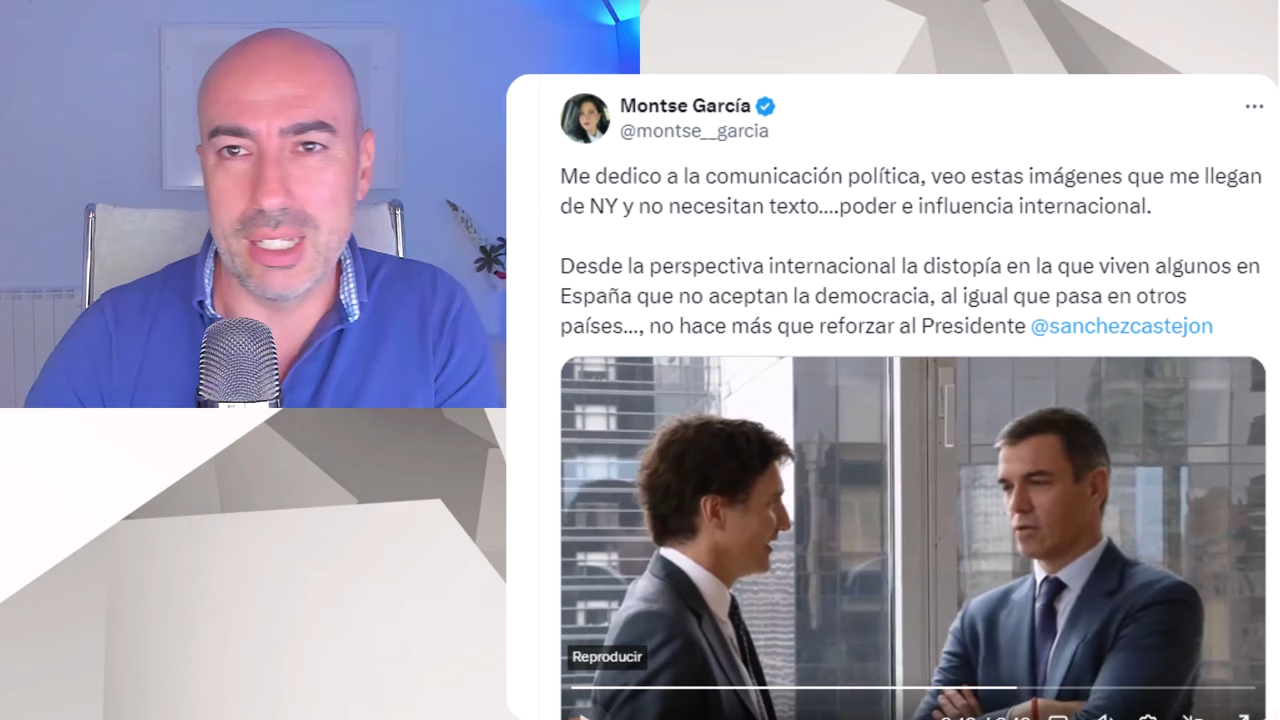 Montse García
@montse__garcia
Me dedico a la comunicación política, veo estas imágenes que me llegan
de NY y no necesitan texto....poder e influencia internacional.
Desde la perspectiva internacional la distopía en la que viven algunos en
España que no aceptan la democracia, al igual que pasa en otros
países..., no hace más que reforzar al Presidente @sanchezcastejon
Reproducir